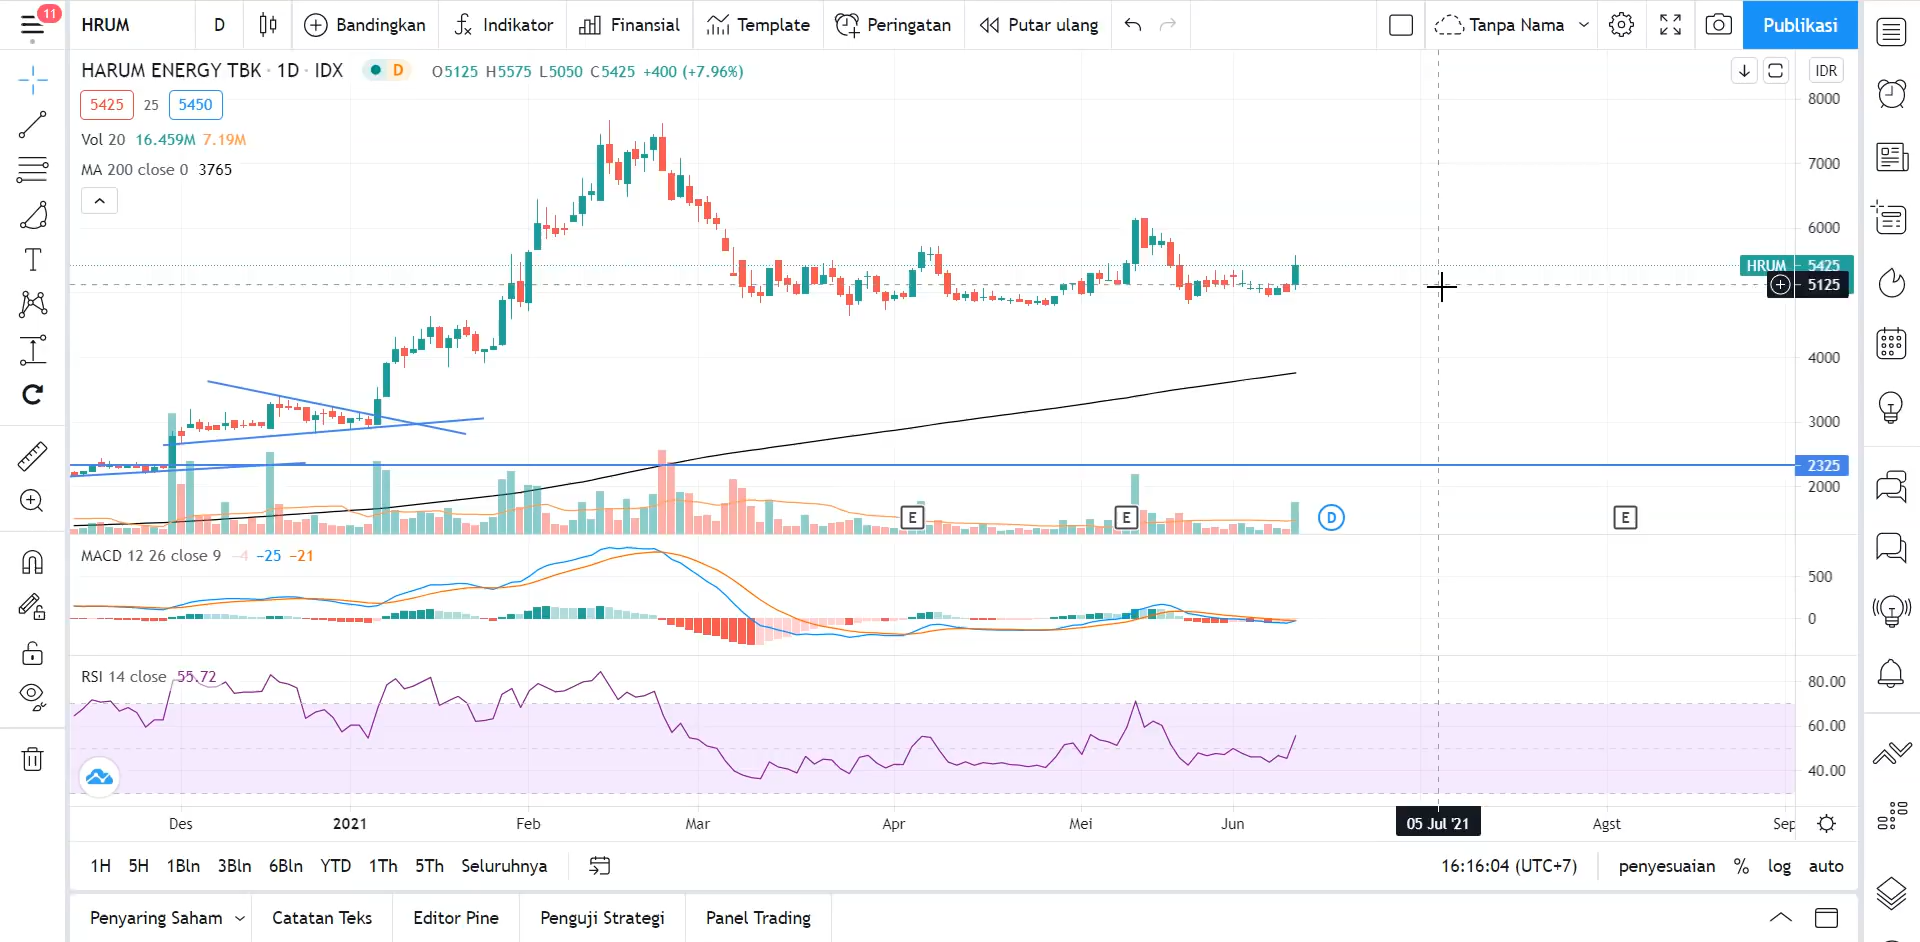 11
HRUM D Bandingkan Indikator Finansial Template Peringatan Putar ulang Tanpa Nama Publikasi
HARUM ENERGY TBK · 1D · IDX D O5125 H5575 L5050 C5425 +400 (+7.96%) IDR
5425 25 5450
Vol 20 16.459M 7.19M
MA 200 close 0 3765
8000
7000
6000
HRUM 5425
5125
4000
3000
2325
2000
E E D E
MACD 12 26 close 9 −4 −25 −21
500
0
RSI 14 close 55.72
80.00
60.00
40.00
Des 2021 Feb Mar Apr Mei Jun 05 Jul '21 Agst Sep
1H 5H 1Bln 3Bln 6Bln YTD 1Th 5Th Seluruhnya 16:16:04 (UTC+7) penyesuaian % log auto
Penyaring Saham Catatan Teks Editor Pine Penguji Strategi Panel Trading